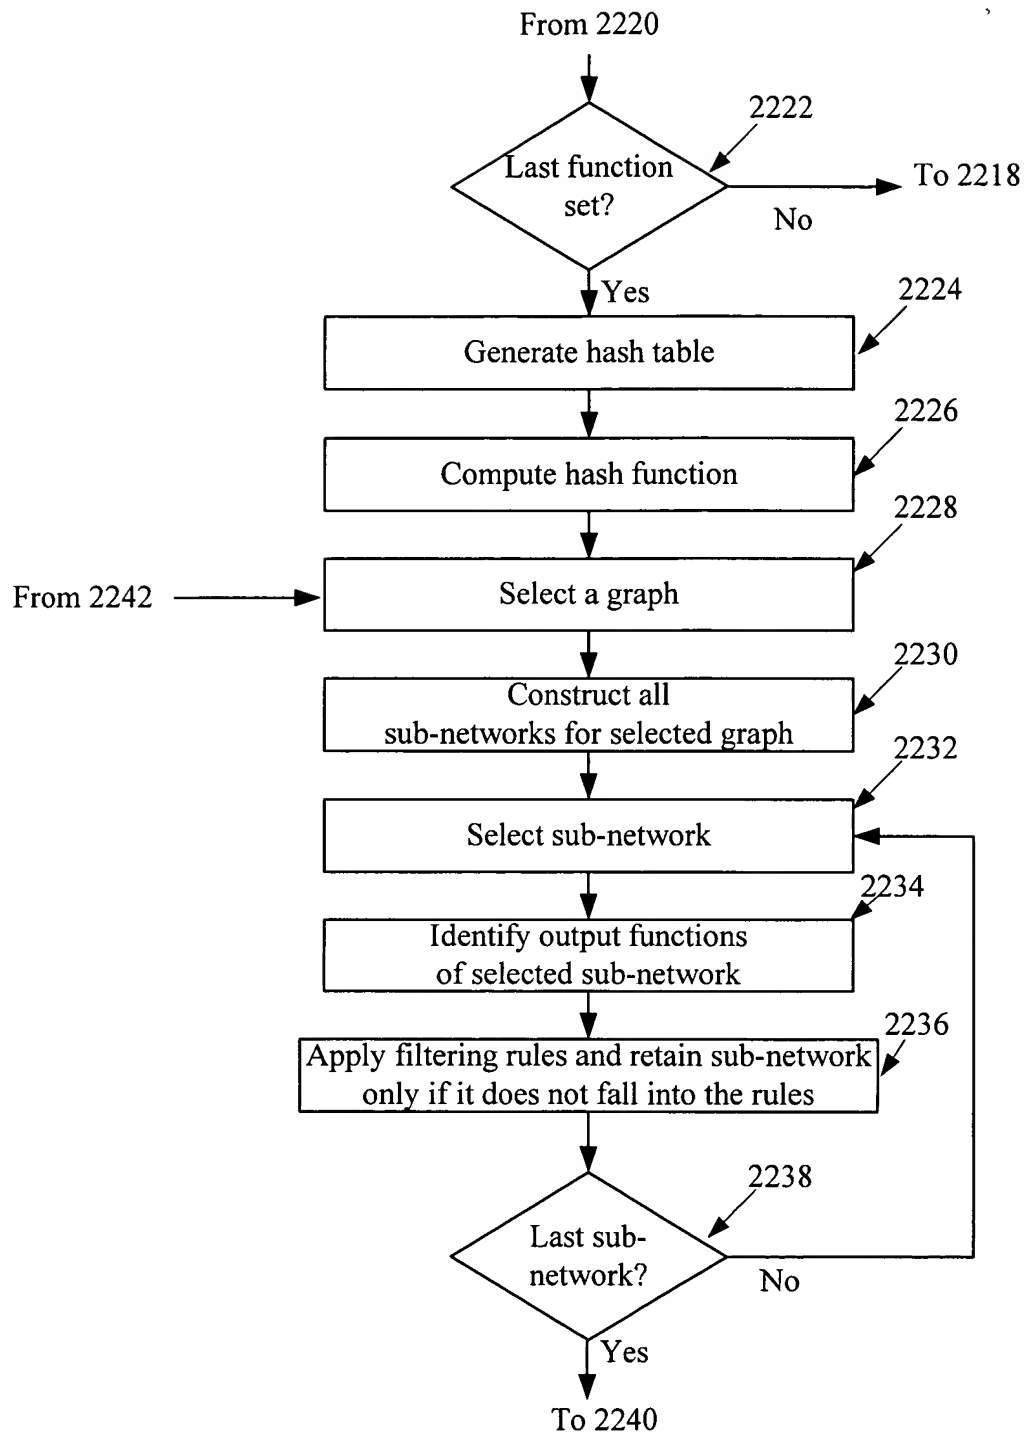 From 2220
2222
Last function
set?
To 2218
No
Yes
2224
Generate hash table
2226
Compute hash function
2228
From 2242
Select a graph
2230
Construct all
sub-networks for selected graph
2232
Select sub-network
2234
Identify output functions
of selected sub-network
2236
Apply filtering rules and retain sub-network
only if it does not fall into the rules
2238
Last sub-
network?
No
Yes
To 2240